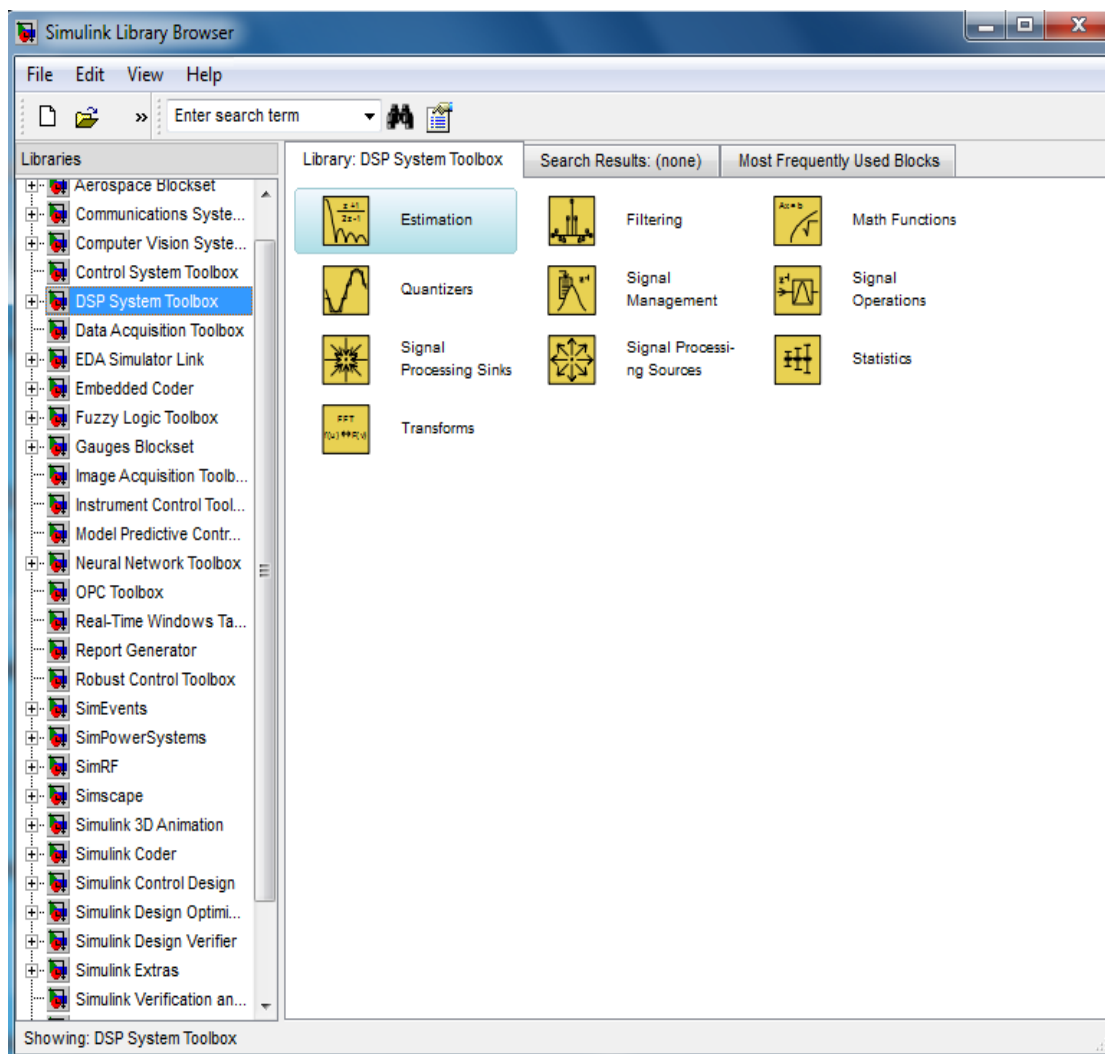 Simulink Library Browser
File Edit View Help
» Enter search term
Libraries
Aerospace Blockset
Communications Syste...
Computer Vision Syste...
Control System Toolbox
DSP System Toolbox
Data Acquisition Toolbox
EDA Simulator Link
Embedded Coder
Fuzzy Logic Toolbox
Gauges Blockset
Image Acquisition Toolb...
Instrument Control Tool...
Model Predictive Contr...
Neural Network Toolbox
OPC Toolbox
Real-Time Windows Ta...
Report Generator
Robust Control Toolbox
SimEvents
SimPowerSystems
SimRF
Simscape
Simulink 3D Animation
Simulink Coder
Simulink Control Design
Simulink Design Optimi...
Simulink Design Verifier
Simulink Extras
Simulink Verification an...
Library: DSP System Toolbox Search Results: (none) Most Frequently Used Blocks
Estimation
Filtering
Ax=b
Math Functions
Quantizers
Signal
Management
Signal
Operations
Signal
Processing Sinks
Signal Processi-
ng Sources
Statistics
FFT
Transforms
Showing: DSP System Toolbox